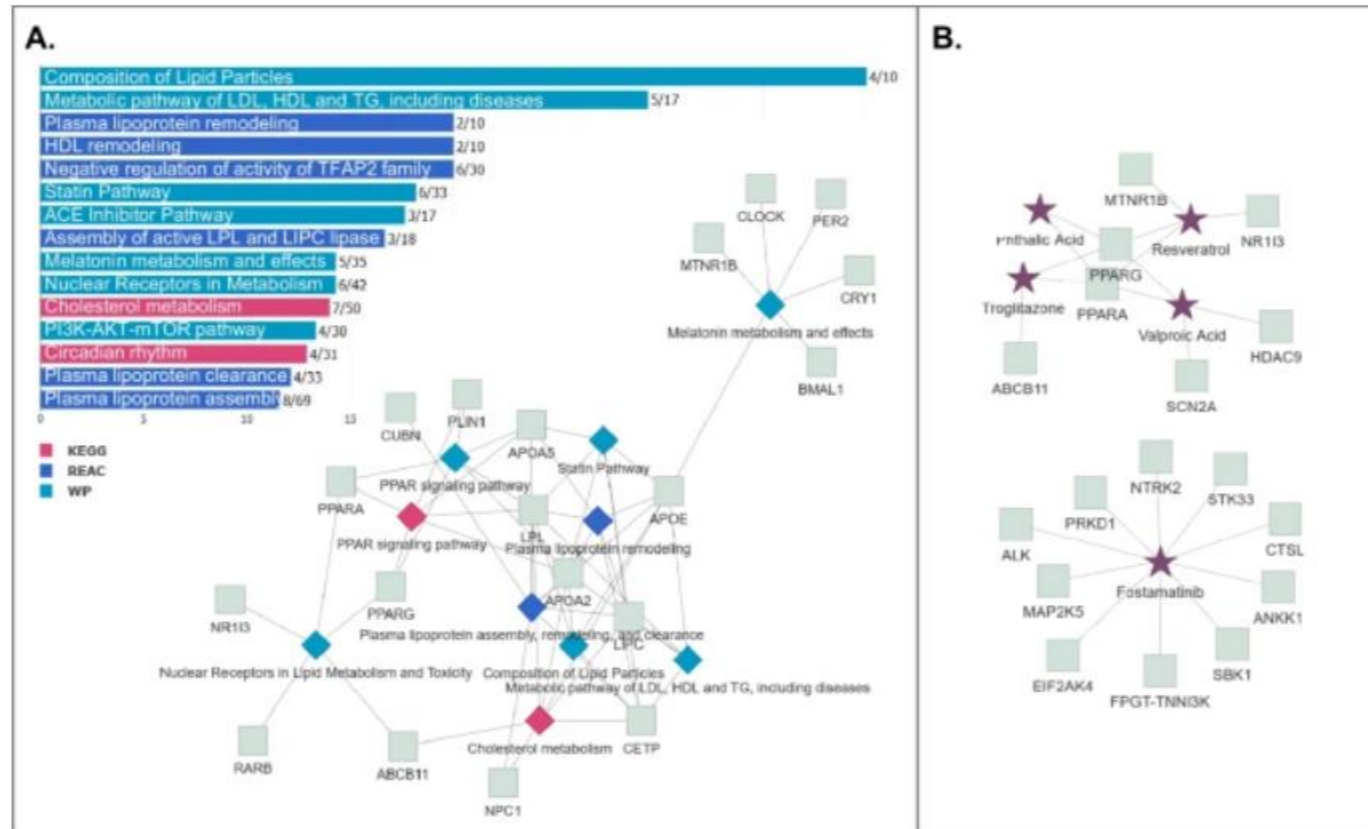 A.
B.
Composition of Lipid Particles 4/10
Metabolic pathway of LDL, HDL and TG, including diseases 5/17
Plasma lipoprotein remodeling 2/10
HDL remodeling 2/10
Negative regulation of activity of TFAP2 family 6/30
Statin Pathway 6/33
ACE Inhibitor Pathway 3/17
Assembly of active LPL and LIPC lipase 3/18
Melatonin metabolism and effects 5/35
Nuclear Receptors in Metabolism 6/42
Cholesterol metabolism 7/50
PI3K-AKT-mTOR pathway 4/30
Circadian rhythm 4/31
Plasma lipoprotein clearance 4/33
Plasma lipoprotein assembly 8/69
0 5 10 15
KEGG
REAC
WP
CLOCK
PER2
MTNR1B
CRY1
Melatonin metabolism and effects
BMAL1
PLIN1
CUBN
APOA5
Statin Pathway
PPAR signaling pathway
PPARA
APOE
LPL
PPAR signaling pathway
Plasma lipoprotein remodeling
APOA2
PPARG
NR1I3
Plasma lipoprotein assembly, remodeling, and clearance
LIPC
Nuclear Receptors in Lipid Metabolism and Toxicity
Composition of Lipid Particles
Metabolic pathway of LDL, HDL and TG, including diseases
Cholesterol metabolism
CETP
RARB
ABCB11
NPC1
MTNR1B
Phthalic Acid
Resveratrol
NR1I3
PPARG
Troglitazone
PPARA
Valproic Acid
HDAC9
ABCB11
SCN2A
NTRK2
STK33
PRKD1
CTSL
ALK
Fostamatinib
MAP2K5
ANKK1
SBK1
EIF2AK4
FPGT-TNNI3K